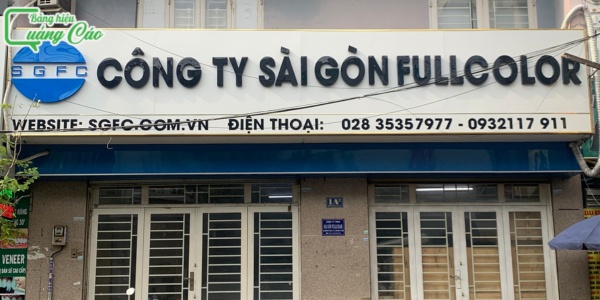 Bảng hiệu
Quảng Cáo
SGFC
CÔNG TY SÀI GÒN FULLCOLOR
WEBSITE: SGFC.COM.VN ĐIỆN THOẠI: 028 35357977 - 0932117 911
1A
VENEER